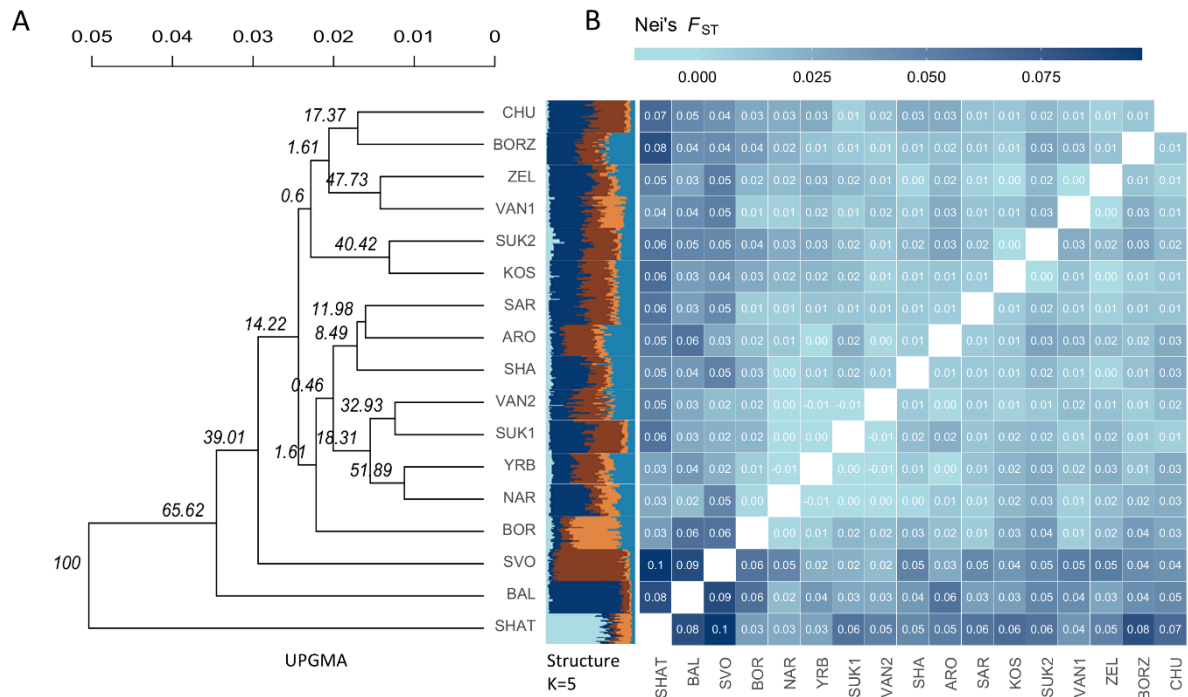 A
0.05 0.04 0.03 0.02 0.01 0
17.37
1.61
47.73
0.6
40.42
11.98
14.22
8.49
0.46
32.93
39.01
1.61
18.31
51.89
65.62
100
UPGMA
B
Nei's FST
0.000 0.025 0.050 0.075
CHU 0.07 0.05 0.04 0.03 0.03 0.03 0.01 0.02 0.03 0.03 0.01 0.01 0.02 0.01 0.01 0.01
BORZ 0.08 0.04 0.04 0.04 0.02 0.01 0.01 0.01 0.01 0.02 0.01 0.01 0.03 0.03 0.01 0.01
ZEL 0.05 0.03 0.05 0.02 0.02 0.03 0.02 0.01 0.00 0.03 0.01 0.00 0.02 0.00 0.01 0.01
VAN1 0.04 0.04 0.05 0.01 0.01 0.02 0.01 0.02 0.01 0.02 0.01 0.01 0.03 0.00 0.03 0.01
SUK2 0.06 0.05 0.05 0.04 0.03 0.03 0.02 0.01 0.02 0.03 0.02 0.00 0.03 0.02 0.03 0.02
KOS 0.06 0.03 0.04 0.03 0.02 0.02 0.02 0.01 0.01 0.02 0.01 0.00 0.01 0.00 0.01 0.01
SAR 0.06 0.03 0.05 0.01 0.01 0.01 0.01 0.01 0.01 0.01 0.01 0.02 0.01 0.01 0.01 0.01
ARO 0.05 0.06 0.03 0.02 0.01 0.00 0.02 0.00 0.01 0.01 0.02 0.03 0.02 0.03 0.02 0.03
SHA 0.05 0.04 0.05 0.03 0.00 0.01 0.02 0.01 0.01 0.01 0.01 0.02 0.01 0.00 0.01 0.03
VAN2 0.05 0.03 0.02 0.02 0.00 -0.01 -0.01 0.01 0.00 0.01 0.01 0.01 0.02 0.01 0.01 0.02
SUK1 0.06 0.03 0.02 0.02 0.00 0.00 -0.01 0.02 0.02 0.01 0.02 0.02 0.01 0.02 0.01 0.01
YRB 0.03 0.04 0.02 0.01 -0.01 0.00 -0.01 0.01 0.00 0.01 0.02 0.03 0.02 0.03 0.01 0.03
NAR 0.03 0.02 0.05 0.00 -0.01 0.00 0.00 0.00 0.01 0.01 0.02 0.03 0.01 0.02 0.02 0.03
BOR 0.03 0.06 0.06 0.00 0.01 0.02 0.02 0.03 0.02 0.01 0.03 0.04 0.01 0.02 0.04 0.03
SVO 0.1 0.09 0.06 0.05 0.02 0.02 0.02 0.05 0.03 0.05 0.04 0.05 0.05 0.05 0.04 0.04
BAL 0.08 0.09 0.06 0.02 0.04 0.03 0.03 0.04 0.06 0.03 0.03 0.05 0.04 0.03 0.04 0.05
SHAT 0.08 0.1 0.03 0.03 0.03 0.06 0.05 0.05 0.05 0.06 0.06 0.06 0.04 0.05 0.08 0.07
Structure
K=5
SHAT BAL SVO BOR NAR YRB SUK1 VAN2 SHA ARO SAR KOS SUK2 VAN1 ZEL BORZ CHU